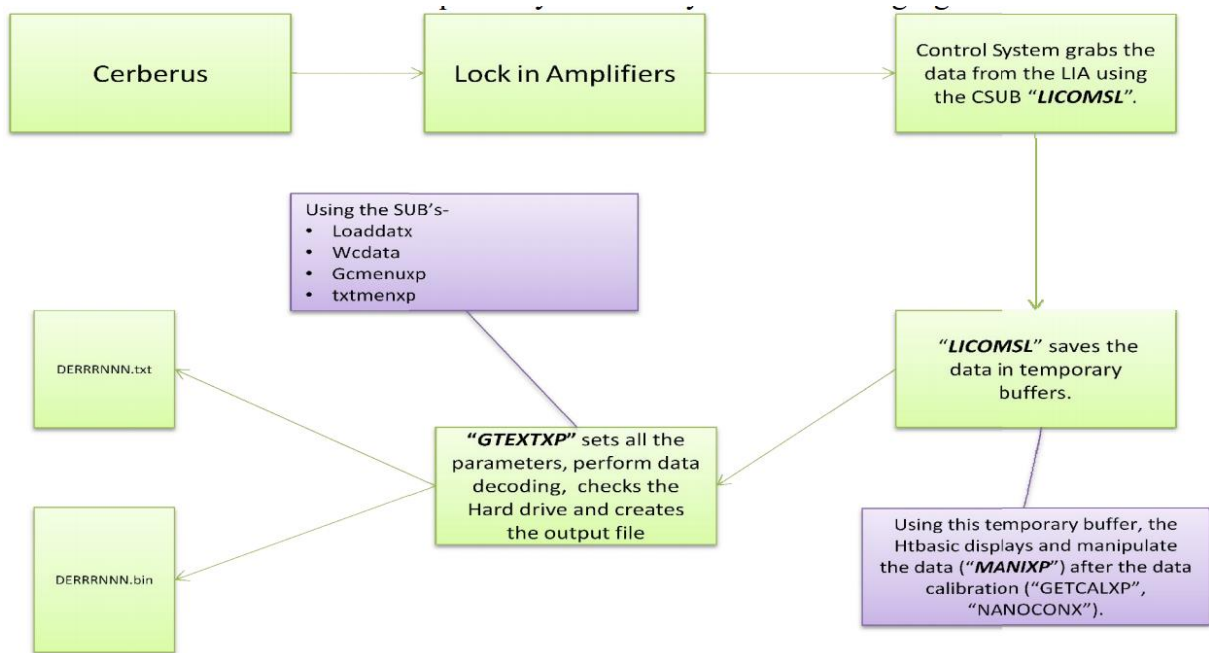 Cerberus
Lock in Amplifiers
Control System grabs the
data from the LIA using
the CSUB “LICOMSL”.
Using the SUB’s-
• Loaddatx
• Wcdata
• Gcmenuxp
• txtmenxp
DERRRNNN.txt
“LICOMSL” saves the
data in temporary
buffers.
“GTEXTXP” sets all the
parameters, perform data
decoding, checks the
Hard drive and creates
the output file
DERRRNNN.bin
Using this temporary buffer, the
Htbasic displays and manipulate
the data (“MANIXP”) after the data
calibration (“GETCALXP”,
“NANOCONX”).